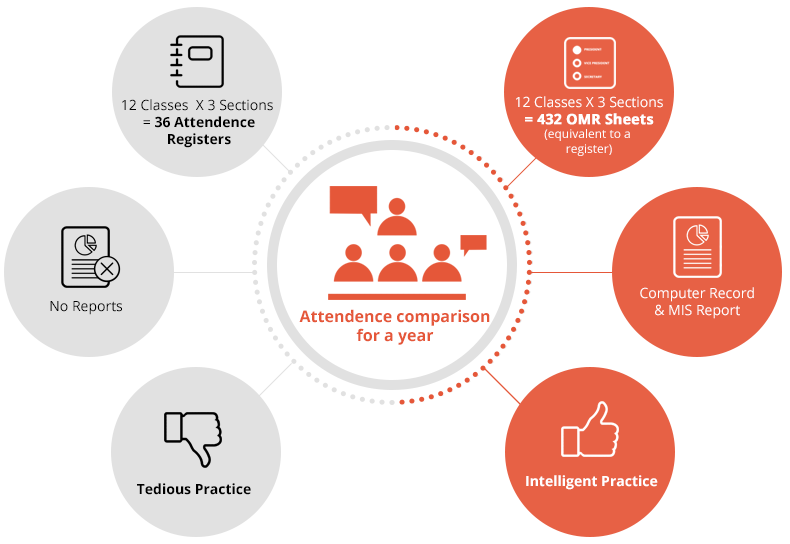 12 Classes X 3 Sections
= 36 Attendence
Registers
12 Classes X 3 Sections
= 432 OMR Sheets
(equivalent to a
register)
No Reports
Attendence comparison
for a year
Computer Record
& MIS Report
Tedious Practice
Intelligent Practice